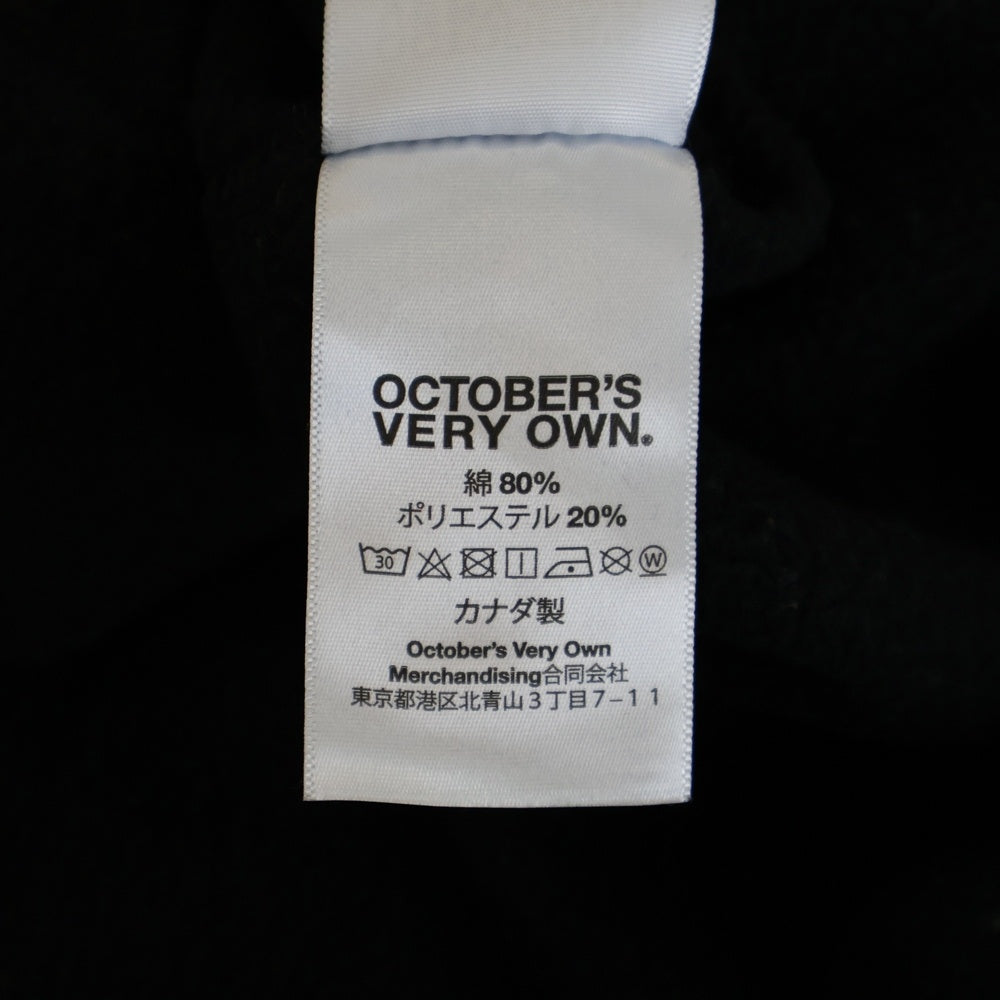 OCTOBER'S
VERY OWN.®
綿 80%
ポリエステル 20%
30 W
カナダ製
October's Very Own
Merchandising合同会社
東京都港区北青山3丁目7−11